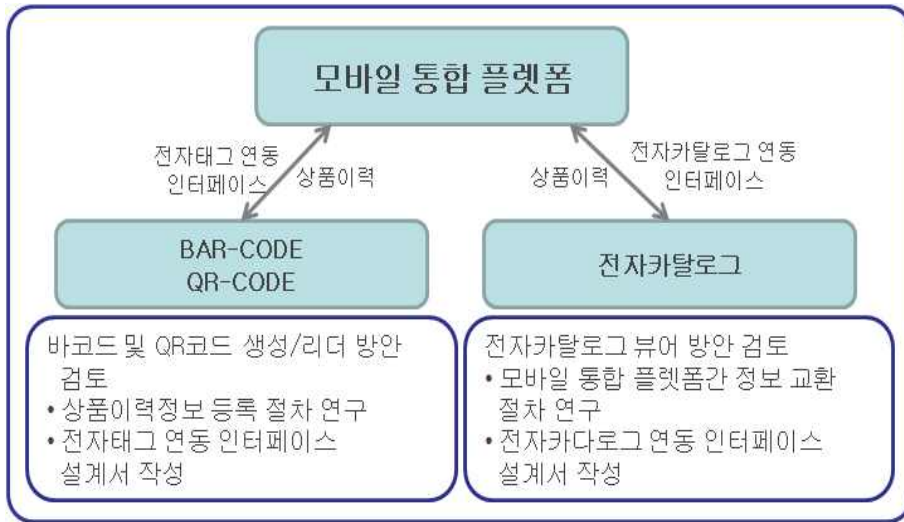 모바일 통합 플렛폼
전자태그 연동
인터페이스
상품이력
상품이력
전자카탈로그 연동
인터페이스
BAR-CODE
QR-CODE
전자카탈로그
바코드 및 QR코드 생성/리더 방안
검토
• 상품이력정보 등록 절차 연구
• 전자태그 연동 인터페이스
설계서 작성
전자카탈로그 뷰어 방안 검토
• 모바일 통합 플렛폼간 정보 교환
절차 연구
• 전자카다로그 연동 인터페이스
설계서 작성